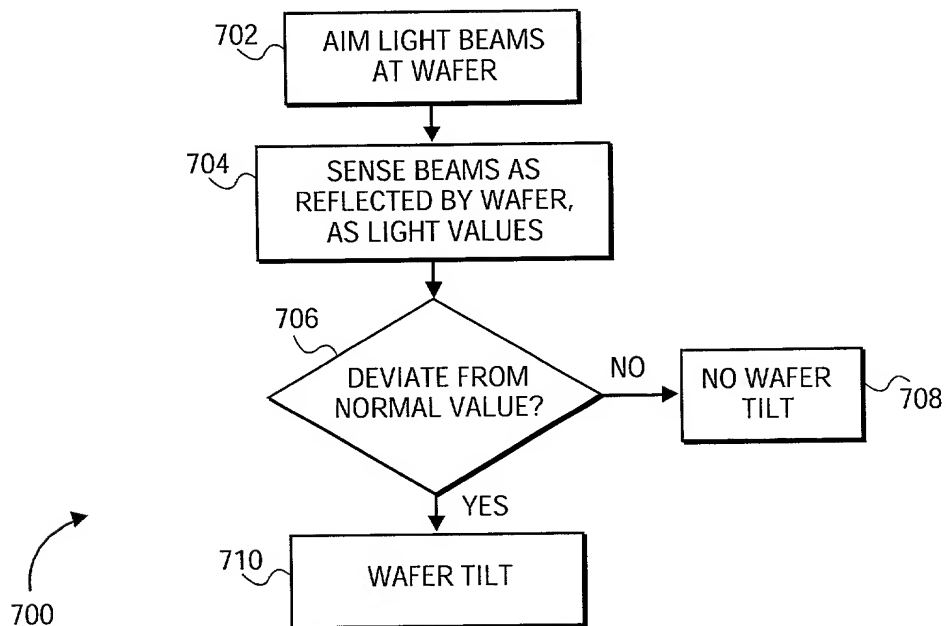 702
AIM LIGHT BEAMS
AT WAFER
704
SENSE BEAMS AS
REFLECTED BY WAFER,
AS LIGHT VALUES
706
DEVIATE FROM
NORMAL VALUE?
NO
NO WAFER
TILT
708
YES
710
WAFER TILT
700